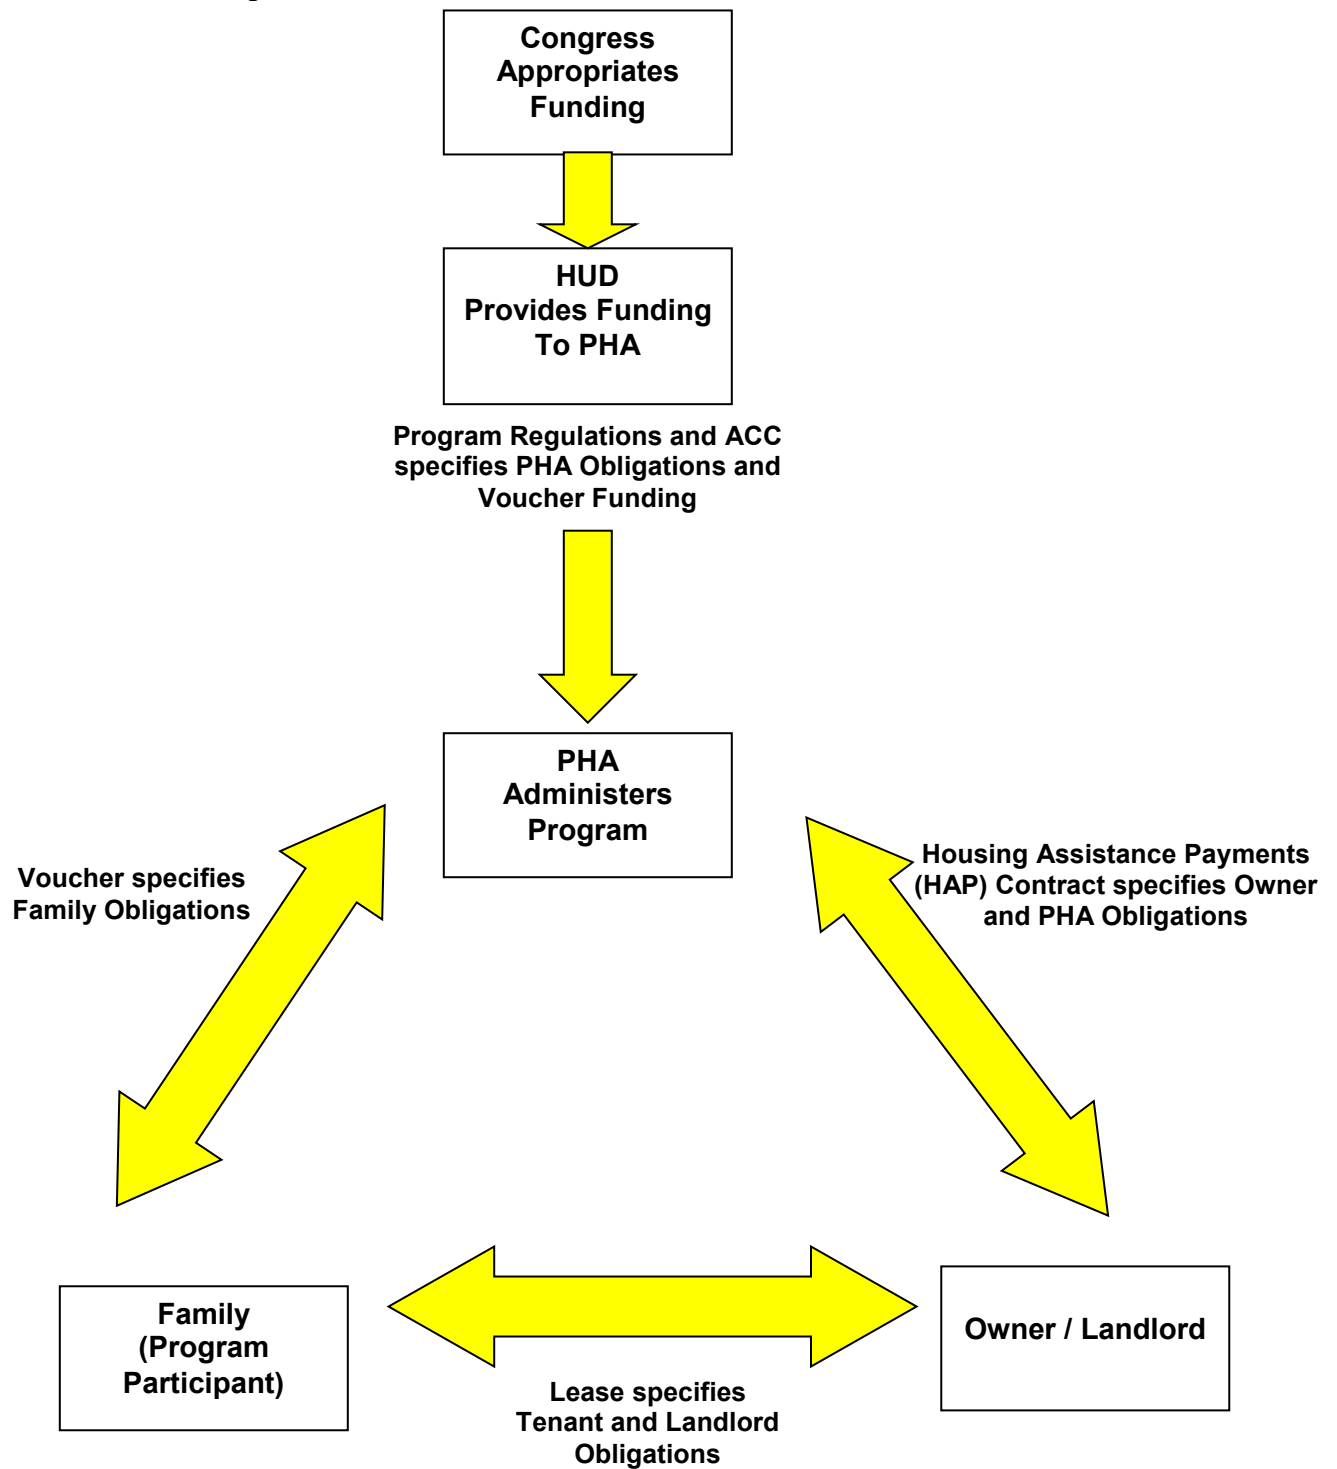 Congress
Appropriates
Funding
HUD
Provides Funding
To PHA
Program Regulations and ACC
specifies PHA Obligations and
Voucher Funding
PHA
Administers
Program
Voucher specifies
Family Obligations
Housing Assistance Payments
(HAP) Contract specifies Owner
and PHA Obligations
Family
(Program
Participant)
Owner / Landlord
Lease specifies
Tenant and Landlord
Obligations